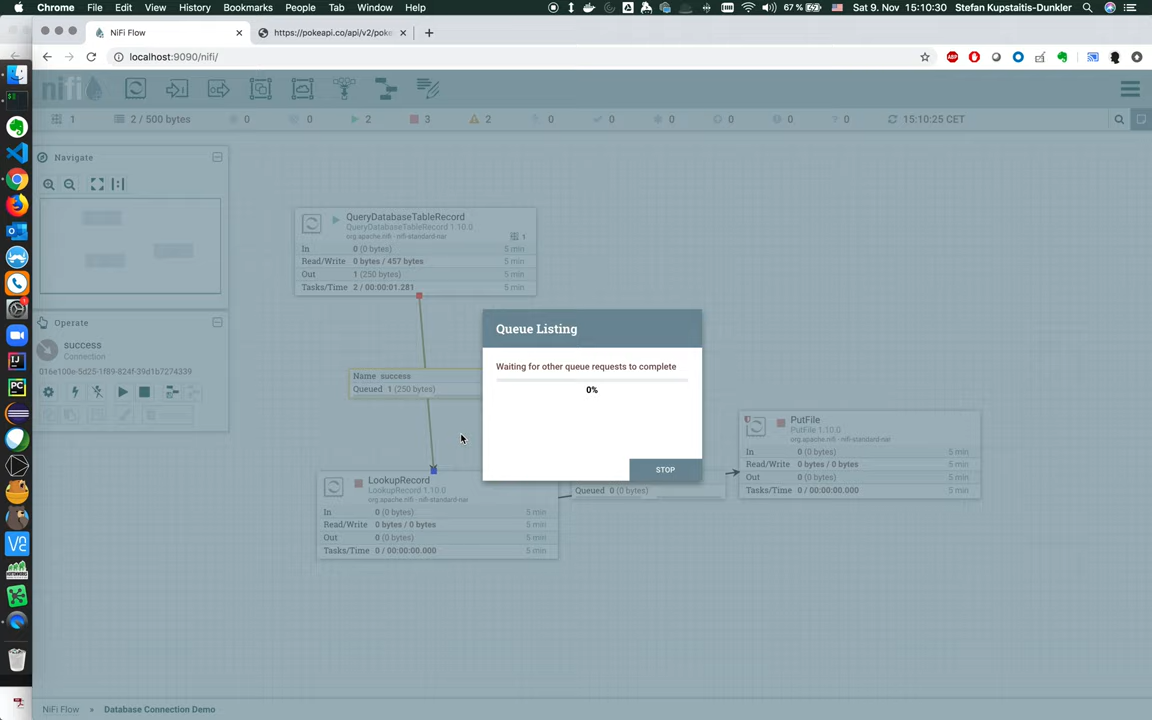 Chrome File Edit View History Bookmarks People Tab Window Help 67% Sat 9. Nov 15:10:30 Stefan Kupstaitis-Dunkler
NiFi Flow https://pokeapi.co/api/v2/poke
localhost:9090/nifi/
nifi
1 2 / 500 bytes 0 0 2 3 2 0 0 0 0 0 0 15:10:25 CET
Navigate
Operate
success
Connection
016e100e-5d25-1f89-824f-39d1b7274339
QueryDatabaseTableRecord
QueryDatabaseTableRecord 1.10.0
org.apache.nifi - nifi-standard-nar
1
In 0 (0 bytes) 5 min
Read/Write 0 bytes / 457 bytes 5 min
Out 1 (250 bytes) 5 min
Tasks/Time 2 / 00:00:01.281 5 min
Name success
Queued 1 (250 bytes)
Queue Listing
Waiting for other queue requests to complete
0%
STOP
LookupRecord
LookupRecord 1.10.0
org.apache.nifi - nifi-standard-nar
In 0 (0 bytes) 5 min
Read/Write 0 bytes / 0 bytes 5 min
Out 0 (0 bytes) 5 min
Tasks/Time 0 / 00:00:00.000 5 min
Queued 0 (0 bytes)
PutFile
PutFile 1.10.0
org.apache.nifi - nifi-standard-nar
In 0 (0 bytes) 5 min
Read/Write 0 bytes / 0 bytes 5 min
Out 0 (0 bytes) 5 min
Tasks/Time 0 / 00:00:00.000 5 min
NiFi Flow » Database Connection Demo